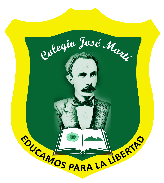 Colegio José Martí
EDUCAMOS PARA LA LIBERTAD